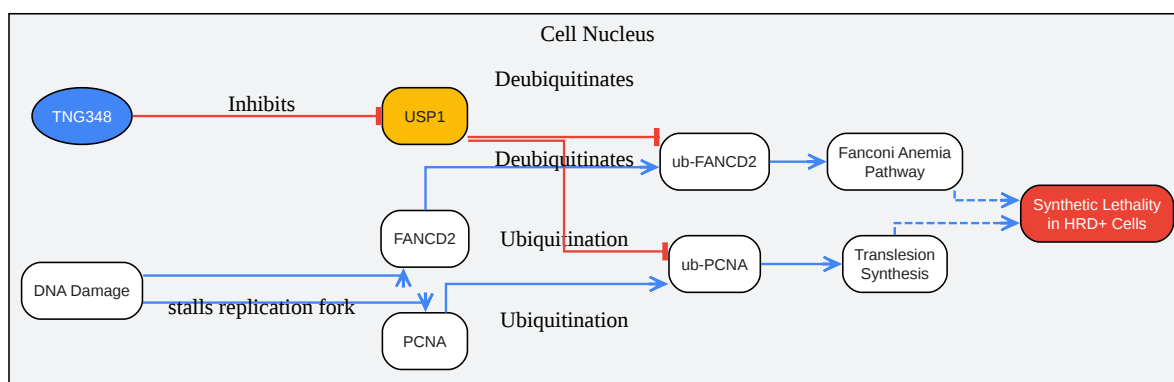 Cell Nucleus
Deubiquitinates
TNG348
Inhibits
USP1
Deubiquitinates
ub-FANCD2
Fanconi Anemia
Pathway
Synthetic Lethality
in HRD+ Cells
FANCD2
Ubiquitination
ub-PCNA
Translesion
Synthesis
DNA Damage
stalls replication fork
PCNA
Ubiquitination